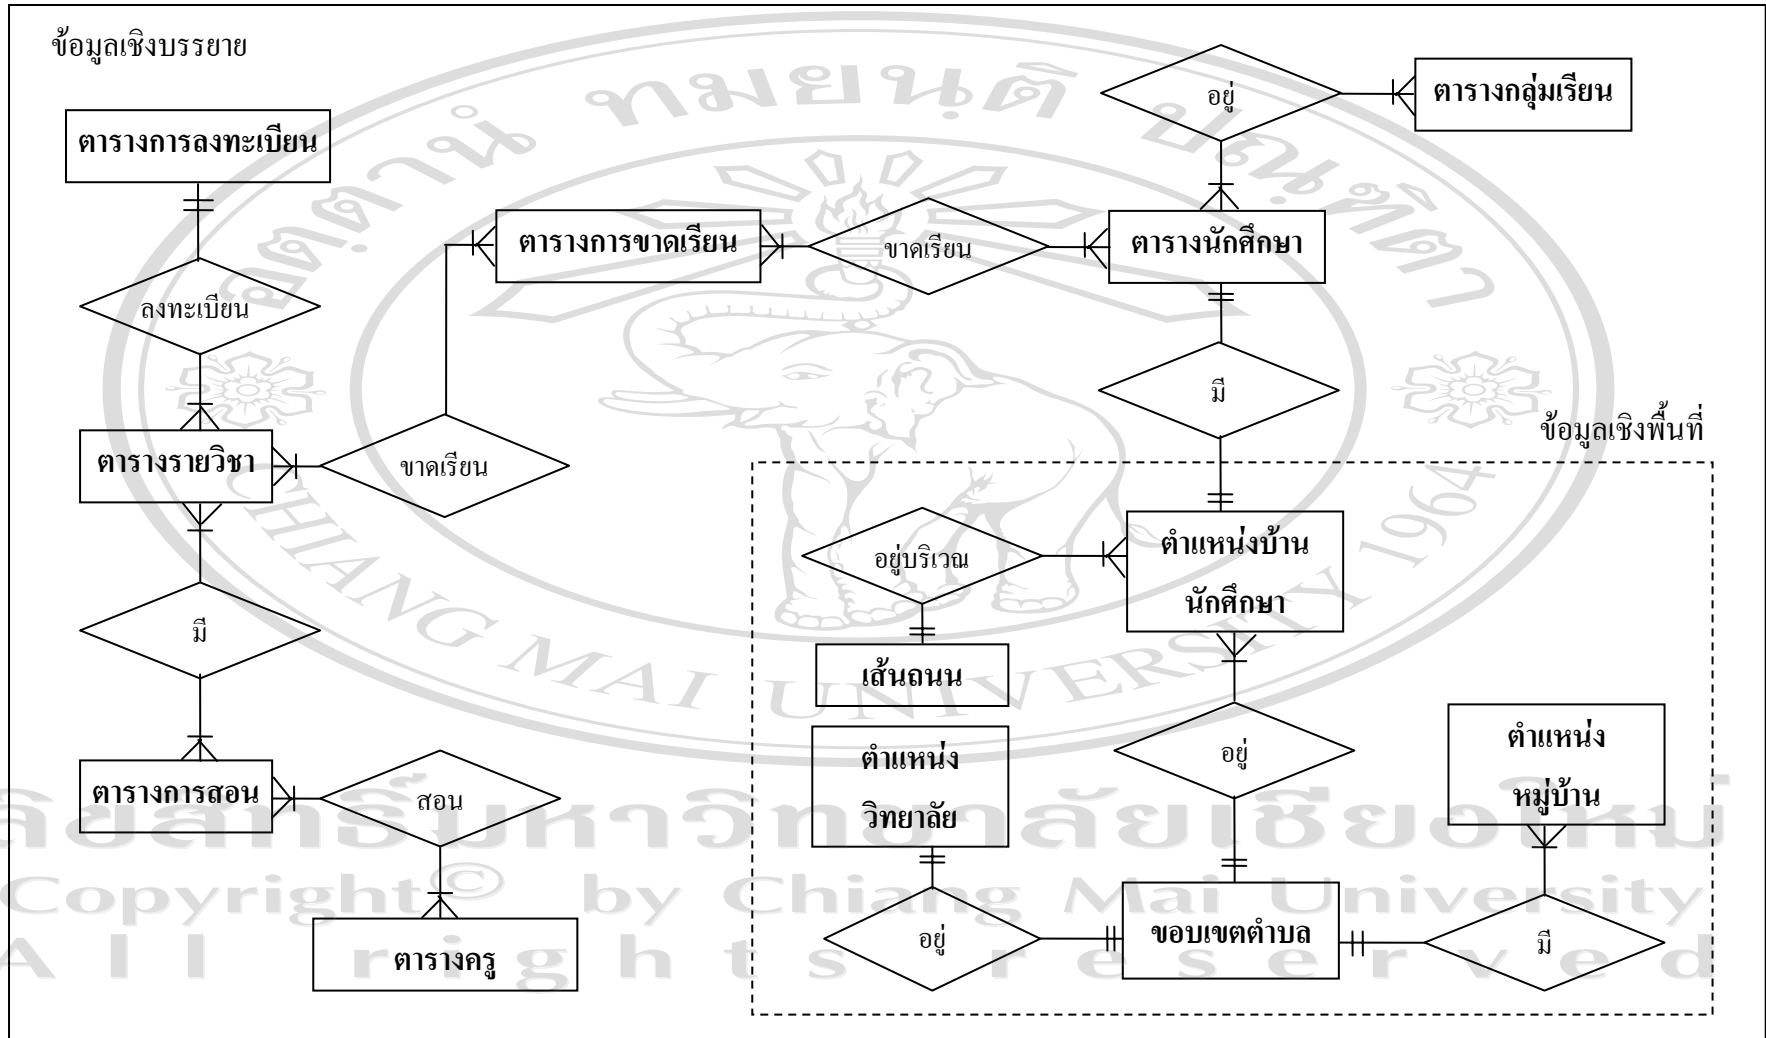 ข้อมูลเชิงบรรยาย
อยู่
ตารางกลุ่มเรียน
ตารางการลงทะเบียน
ตารางการขาดเรียน
ขาดเรียน
ตารางนักศึกษา
ลงทะเบียน
มี
ข้อมูลเชิงพื้นที่
ตารางรายวิชา
ขาดเรียน
อยู่บริเวณ
ตำแหน่งบ้าน
นักศึกษา
มี
เส้นถนน
ตำแหน่ง
วิทยาลัย
อยู่
ตำแหน่ง
หมู่บ้าน
ตารางการสอน
สอน
ตารางครู
อยู่
ขอบเขตตำบล
มี
CHIANG MAI UNIVERSITY 1964
ลิขสิทธิ์มหาวิทยาลัยเชียงใหม่
Copyright© by Chiang Mai University
All rights reserved